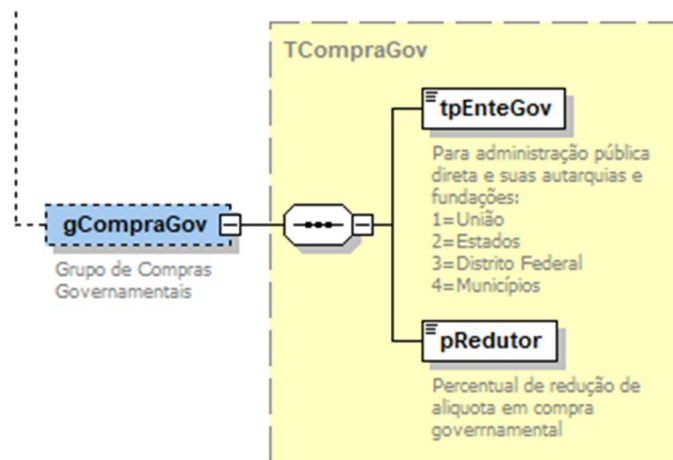 TCompraGov
tpEnteGov
Para administração pública
direta e suas autarquias e
fundações:
1=União
2=Estados
3=Distrito Federal
4=Municípios
gCompraGov
Grupo de Compras
Governamentais
pRedutor
Percentual de redução de
aliquota em compra
goverrnamental